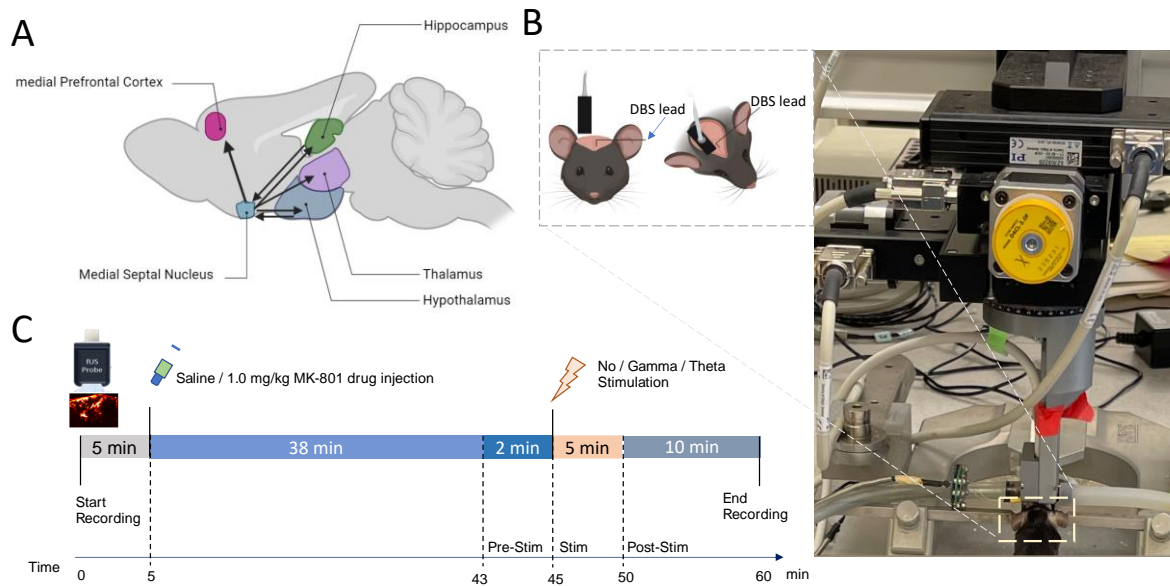 A
Hippocampus
medial Prefrontal Cortex
Medial Septal Nucleus
Thalamus
Hypothalamus
B
DBS lead
DBS lead
PI
X
C
fUS
Probe
Saline / 1.0 mg/kg MK-801 drug injection
No / Gamma / Theta
Stimulation
5 min
38 min
2 min
5 min
10 min
Start
Recording
End
Recording
Pre-Stim
Stim
Post-Stim
Time
0
5
43
45
50
60
min